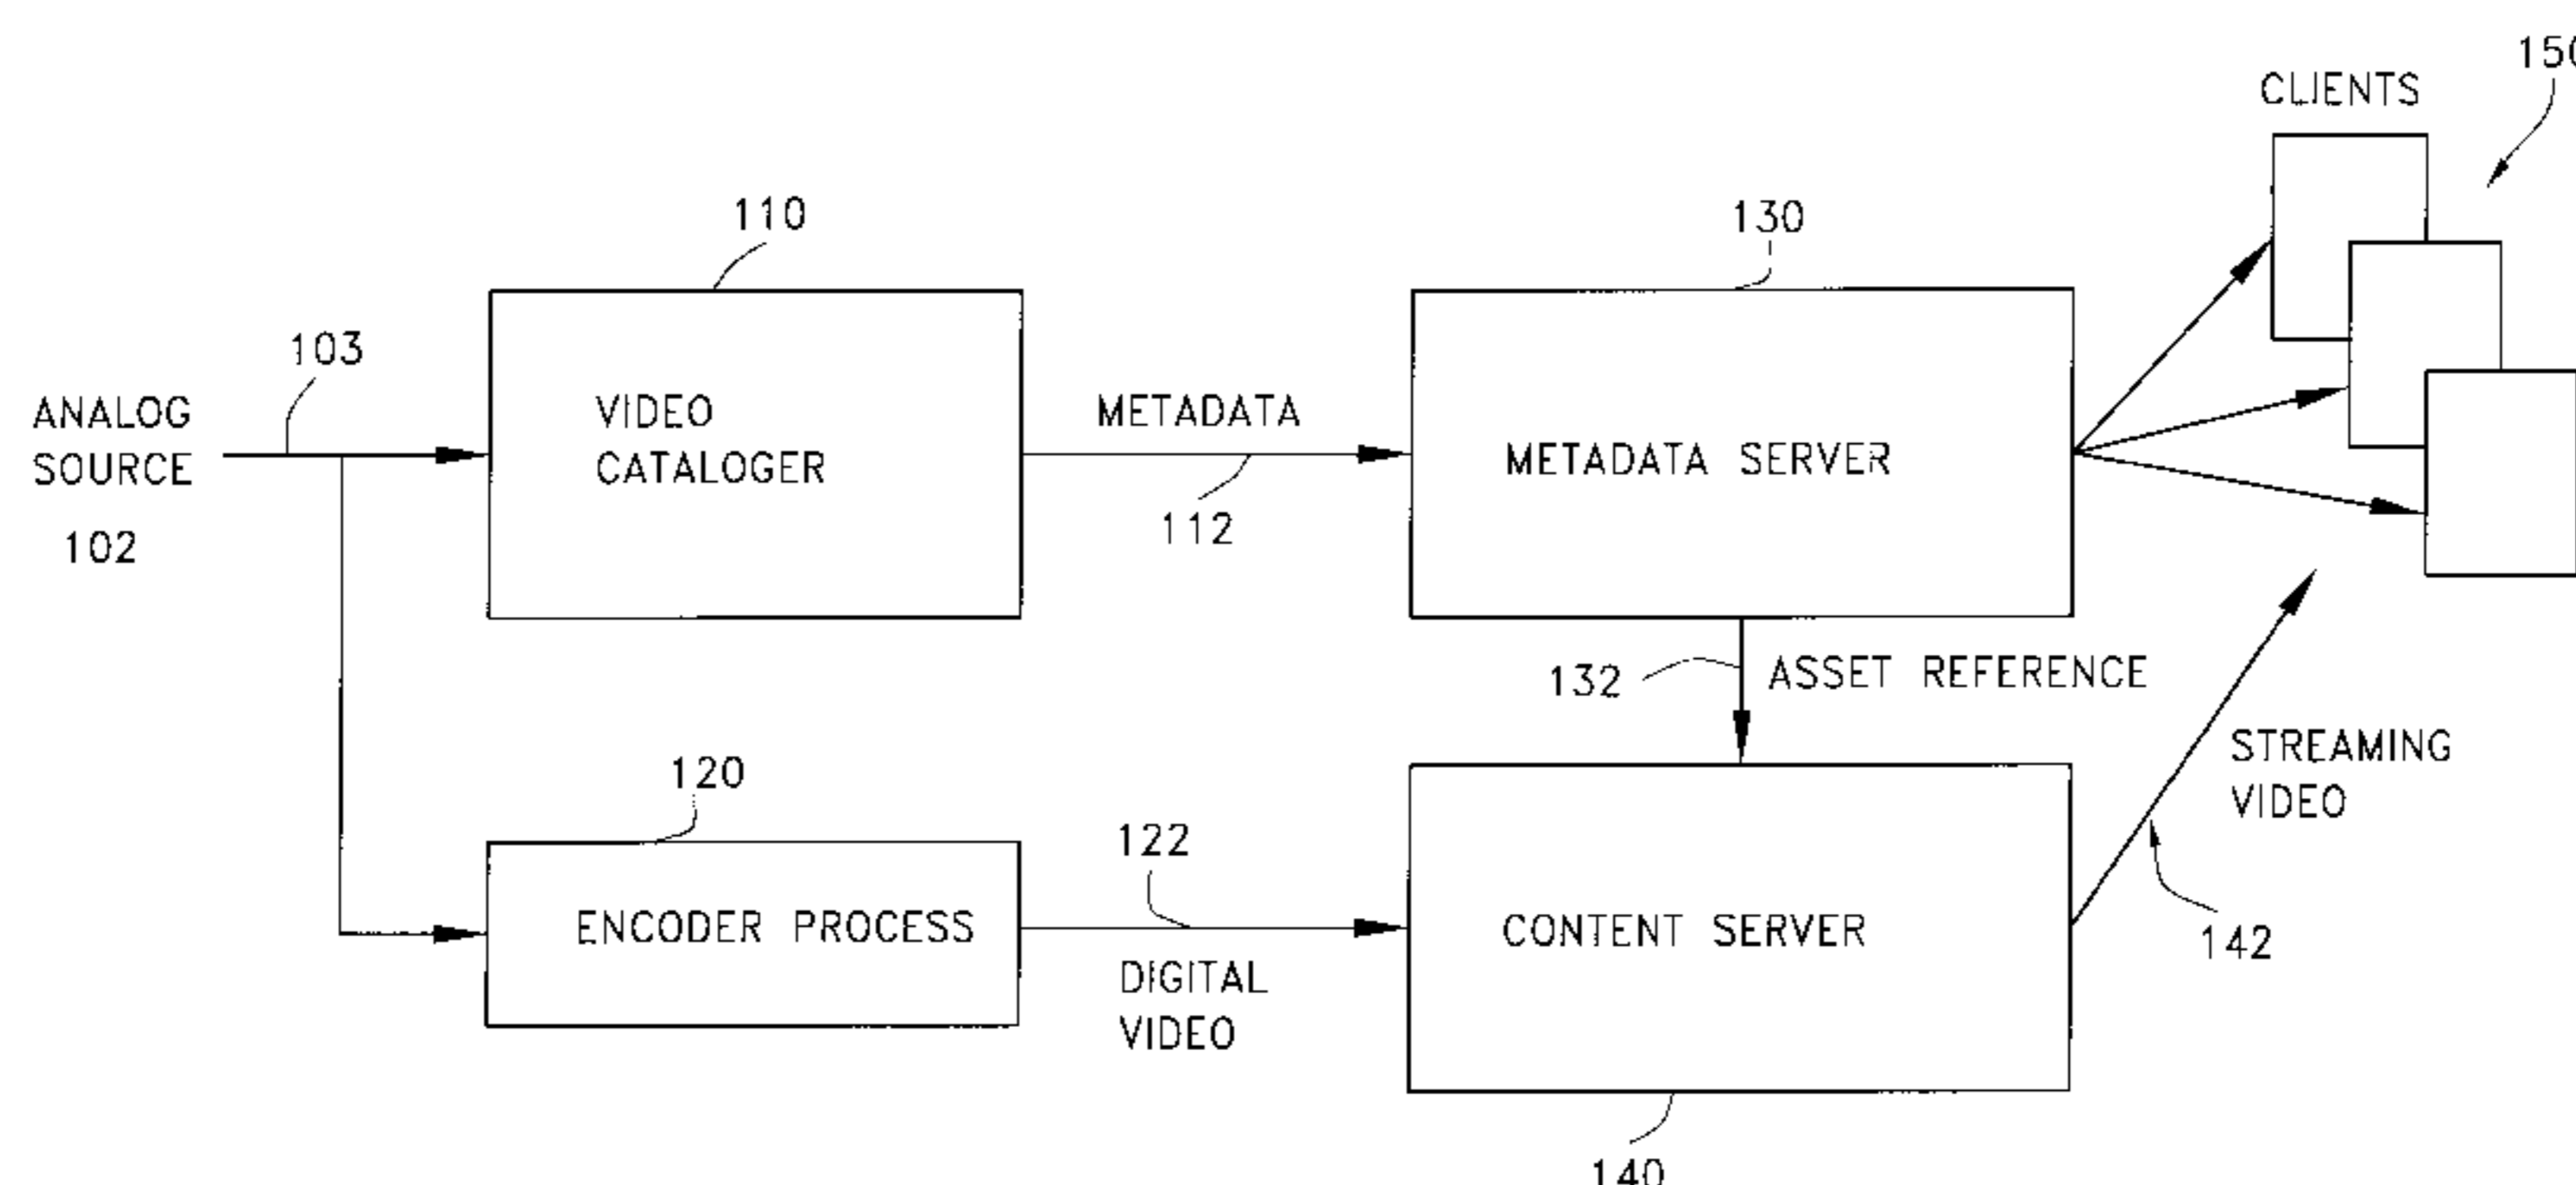 150
CLIENTS
110
130
103
ANALOG
SOURCE
102
VIDEO
CATALOGER
METADATA
112
METADATA SERVER
132
ASSET REFERENCE
STREAMING
VIDEO
142
120
ENCODER PROCESS
122
DIGITAL
VIDEO
CONTENT SERVER
140